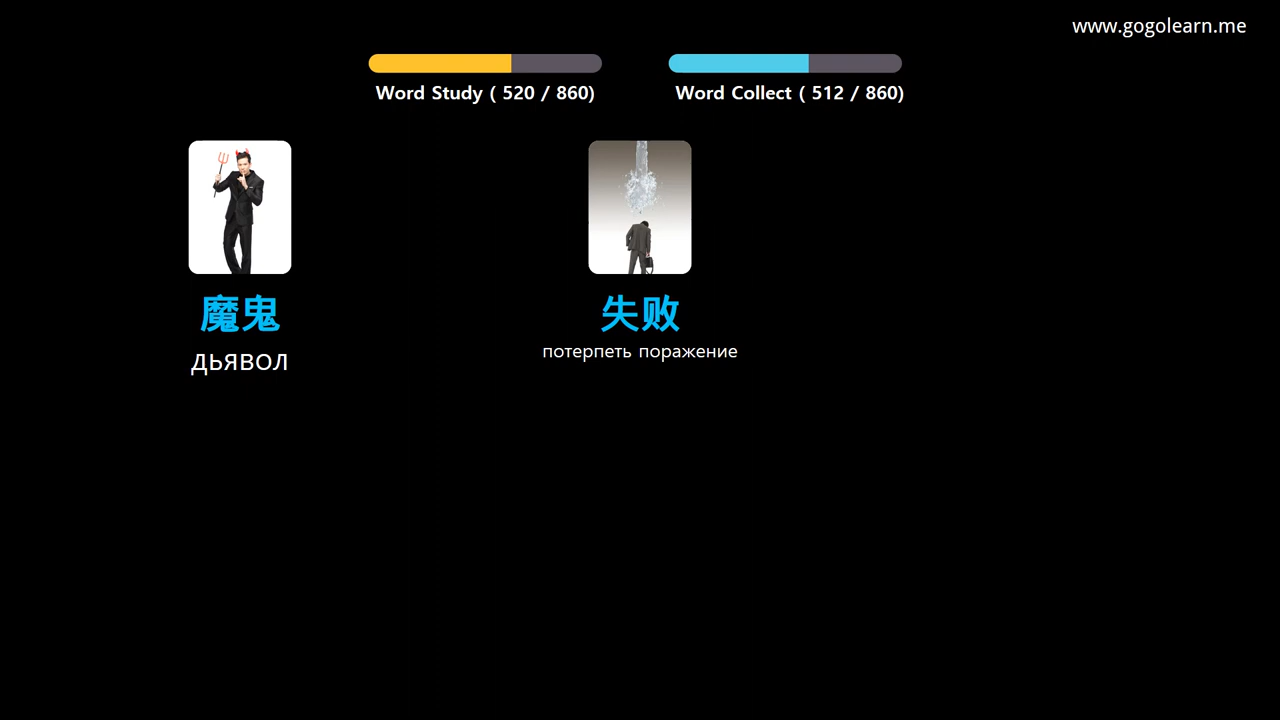 www.gogolearn.me
Word Study ( 520 / 860)
Word Collect ( 512 / 860)
魔鬼
失败
дьявол
потерпеть поражение